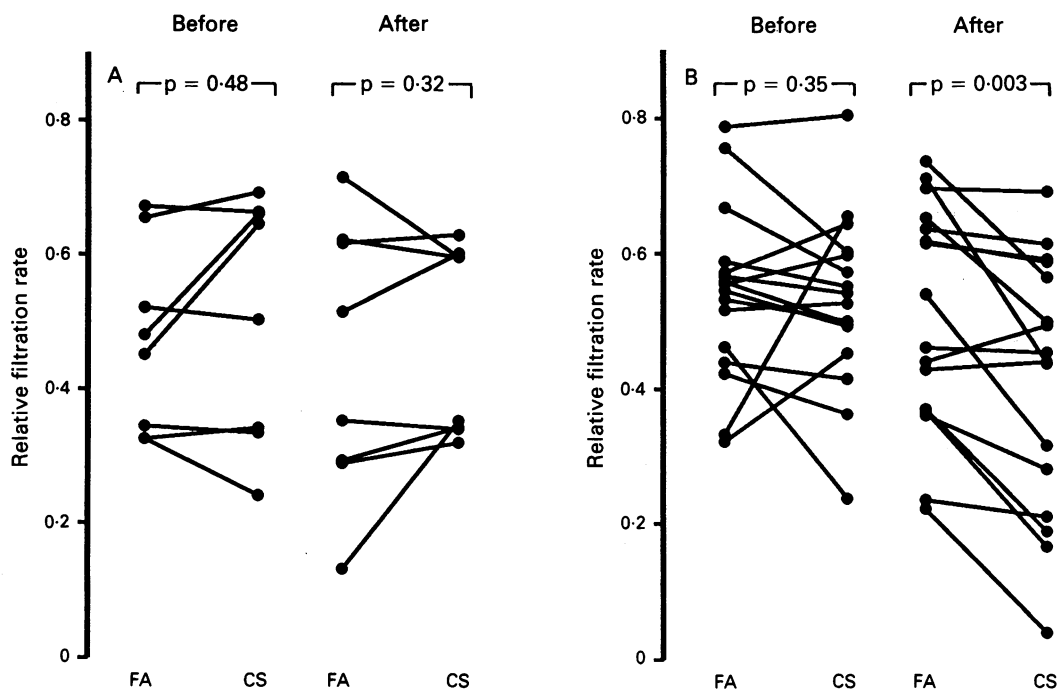 Before After
A p = 0·48 p = 0·32
0·8
0·6
0·4
0·2
0
Relative filtration rate
FA CS FA CS
Before After
B p = 0·35 p = 0·003
0·8
0·6
0·4
0·2
0
Relative filtration rate
FA CS FA CS